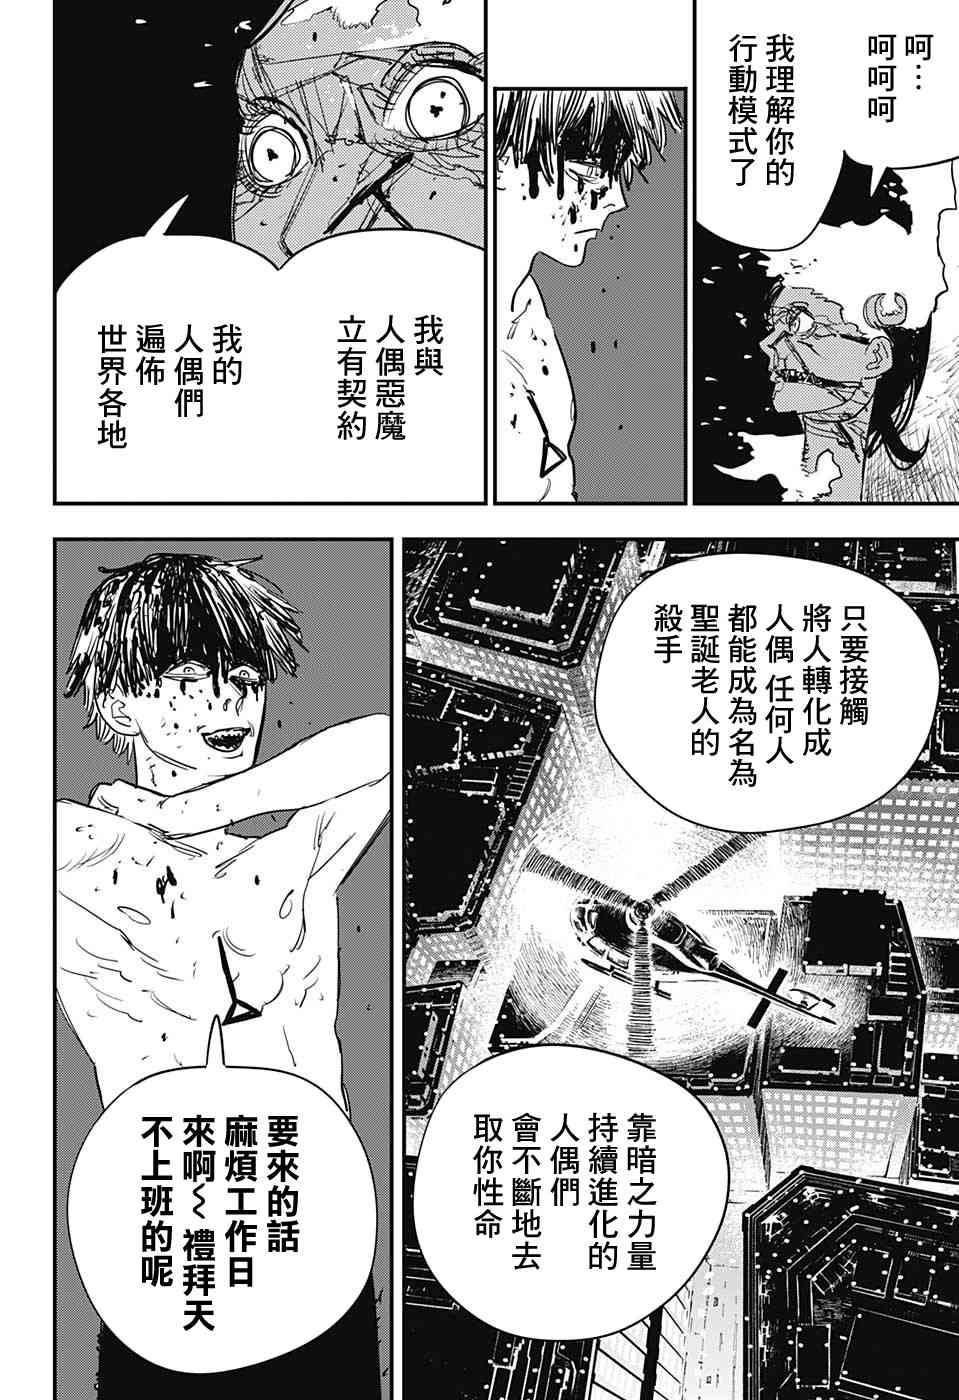 呵…
呵呵呵
我理解你的
行動模式了
我與
人偶惡魔
立有契約
我的
人偶們
遍佈
世界各地
只要接觸
將人轉化成
人偶 任何人
都能成為名為
聖誕老人的
殺手
靠暗之力量
持續進化的
人偶們
會不斷地去
取你性命
要來的話
麻煩工作日
來啊～禮拜天
不上班的呢